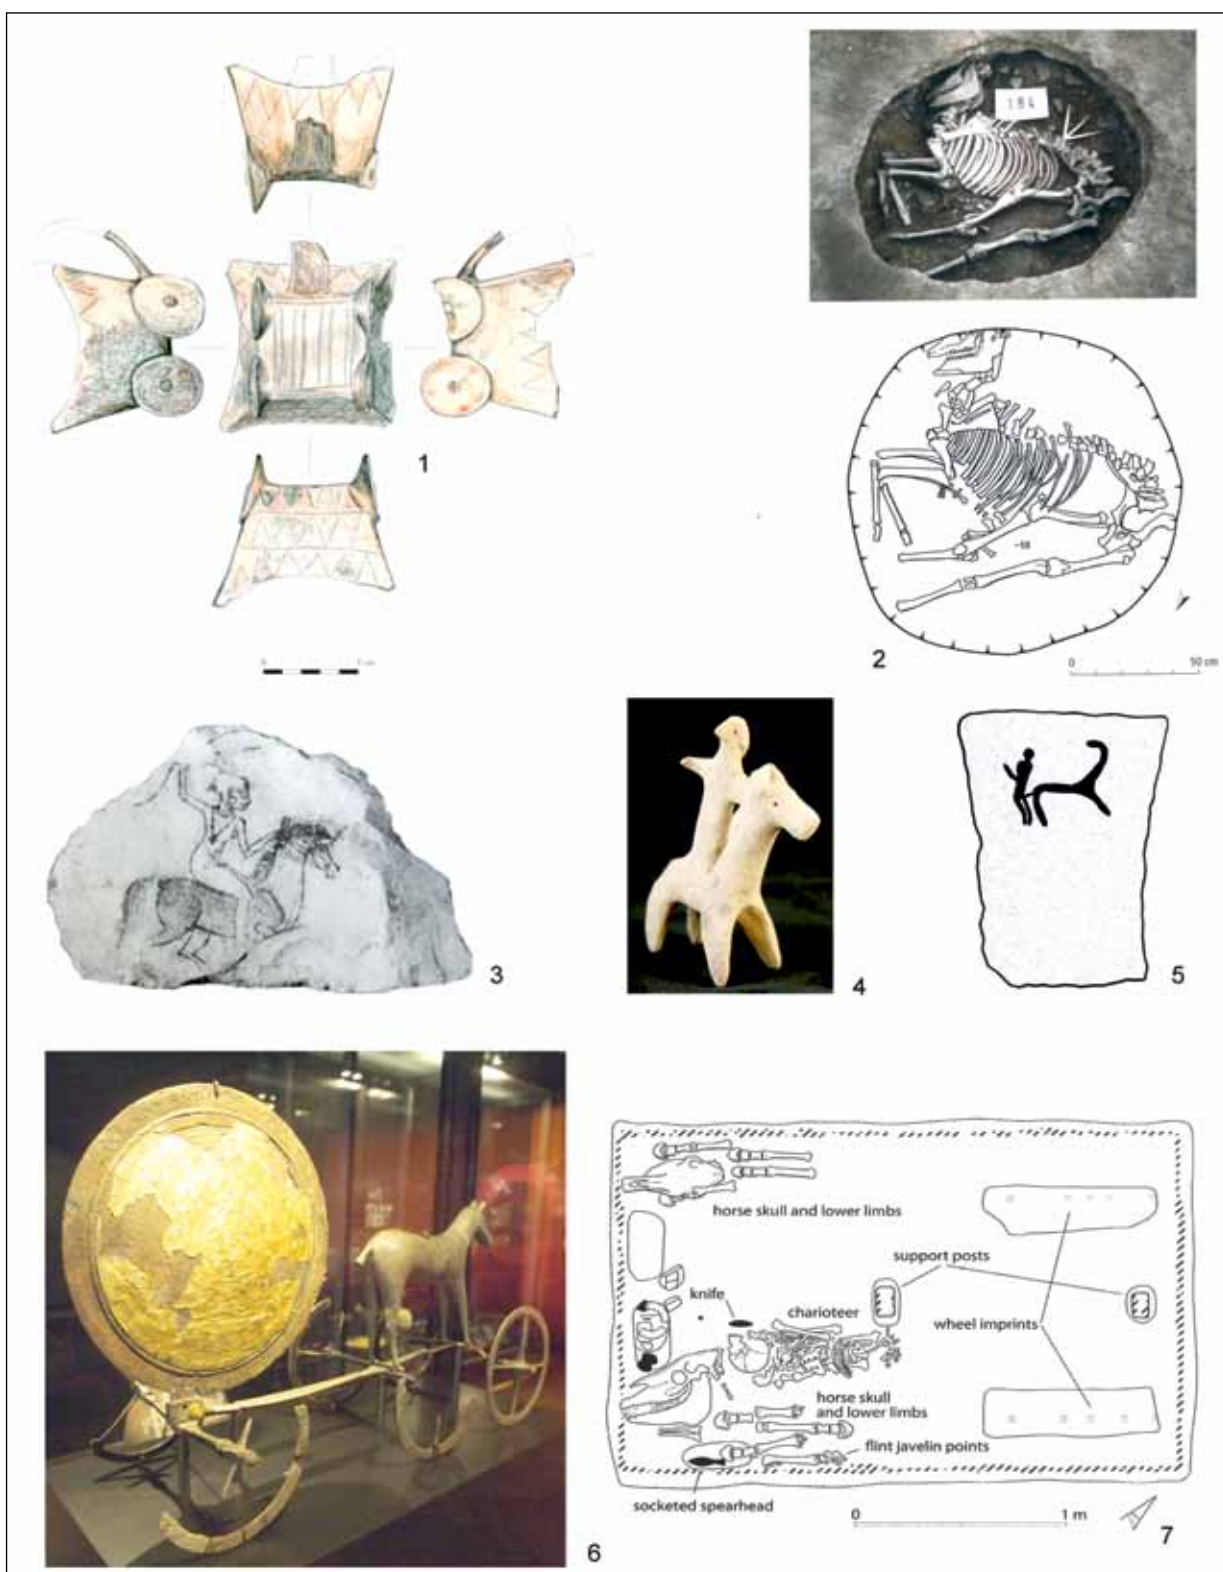 184
1
2
0
50 cm
3
4
5
6
horse skull and lower limbs
support posts
knife
charioteer
wheel imprints
horse skull
and lower limbs
flint javelin points
socketed spearhead
0
1 m
7